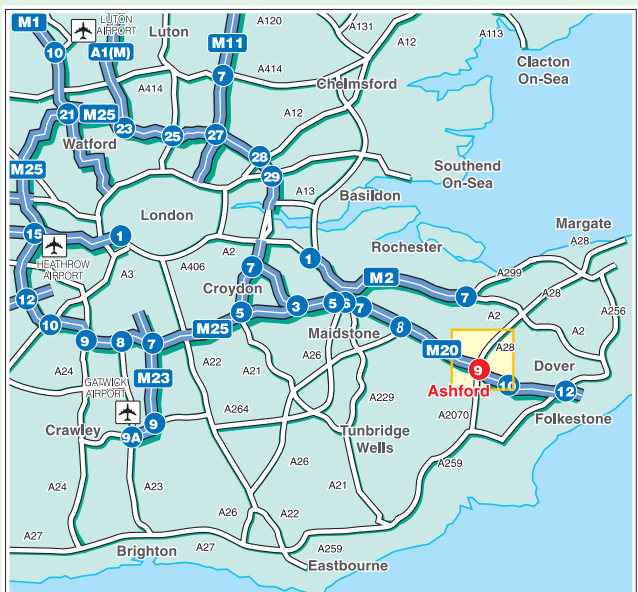 M1
LUTON
AIRPORT
Luton
A120
A131
A12
A113
10
A1(M)
M11
7
Clacton
On-Sea
A414
A414
Chelmsford
21
M25
23
25
27
A12
Watford
28
29
M25
Southend
On-Sea
A13
Basildon
London
15
1
Margate
A28
HEATHROW
AIRPORT
A2
1
Rochester
A3
A406
7
M2
A299
Croydon
12
7
A28
A256
10
5
3
5
6
7
A2
A2
9
8
7
M25
Maidstone
8
M20
A28
Dover
A24
M23
A22
A21
A26
9
10
12
GATWICK
AIRPORT
Ashford
A264
A229
A2070
Folkestone
Crawley
9
9A
Tunbridge
Wells
A26
A259
A24
A23
A21
A26
A22
A27
A27
A259
Brighton
Eastbourne